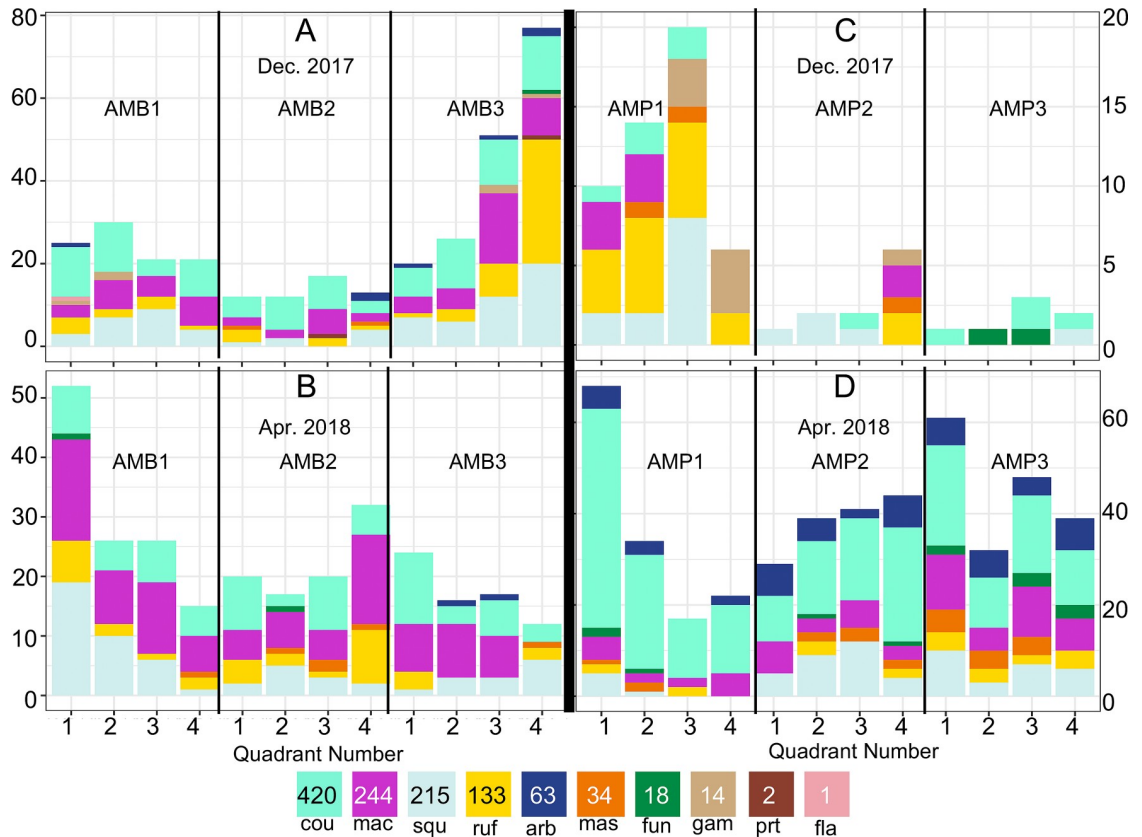 80
60
40
20
0
A
Dec. 2017
AMB1
AMB2
AMB3
C
Dec. 2017
AMP1
AMP2
AMP3
20
15
10
5
0
50
40
30
20
10
0
B
Apr. 2018
AMB1
AMB2
AMB3
D
Apr. 2018
AMP1
AMP2
AMP3
60
40
20
0
1 2 3 4 1 2 3 4 1 2 3 4 1 2 3 4 1 2 3 4 1 2 3 4
Quadrant Number Quadrant Number
420 244 215 133 63 34 18 14 2 1
cou mac squ ruf arb mas fun gam prt fla